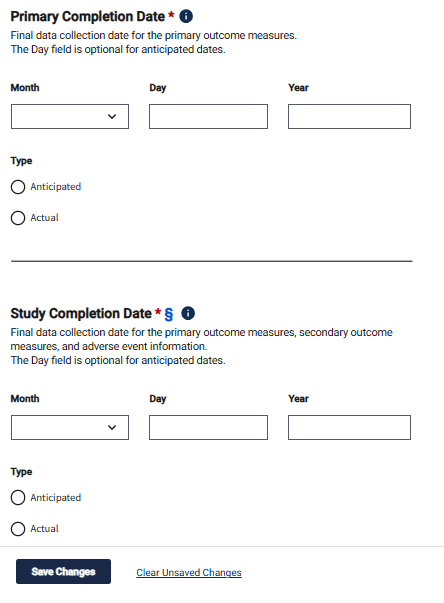 Primary Completion Date *
Final data collection date for the primary outcome measures.
The Day field is optional for anticipated dates.
Month Day Year
Type
Anticipated
Actual
Study Completion Date * §
Final data collection date for the primary outcome measures, secondary outcome
measures, and adverse event information.
The Day field is optional for anticipated dates.
Month Day Year
Type
Anticipated
Actual
Save Changes Clear Unsaved Changes